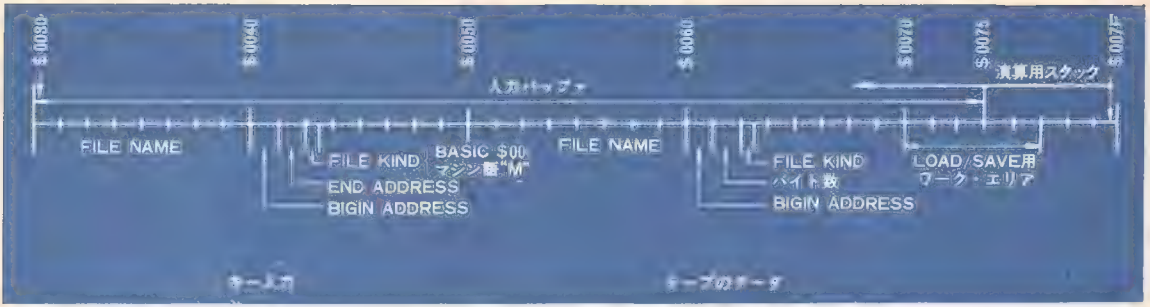 $0030
$0040
$0050
$0060
$0070
$0075
$007F
演算用スタック
入力バッファ
FILE NAME
FILE KIND
BASIC $00
マシン語"M"
END ADDRESS
BIGIN ADDRESS
FILE NAME
FILE KIND
バイト数
BIGIN ADDRESS
LOAD/SAVE用
ワーク・エリア
キー入力
テープのデータ